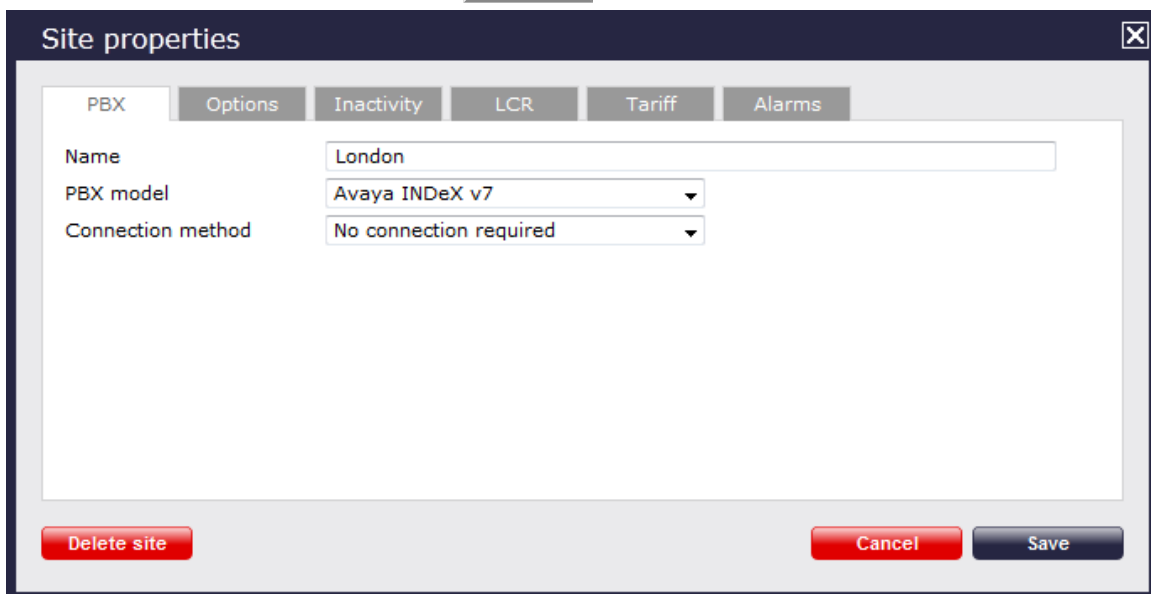 Site properties
PBX Options Inactivity LCR Tariff Alarms
Name London
PBX model Avaya INDeX v7
Connection method No connection required
Delete site Cancel Save